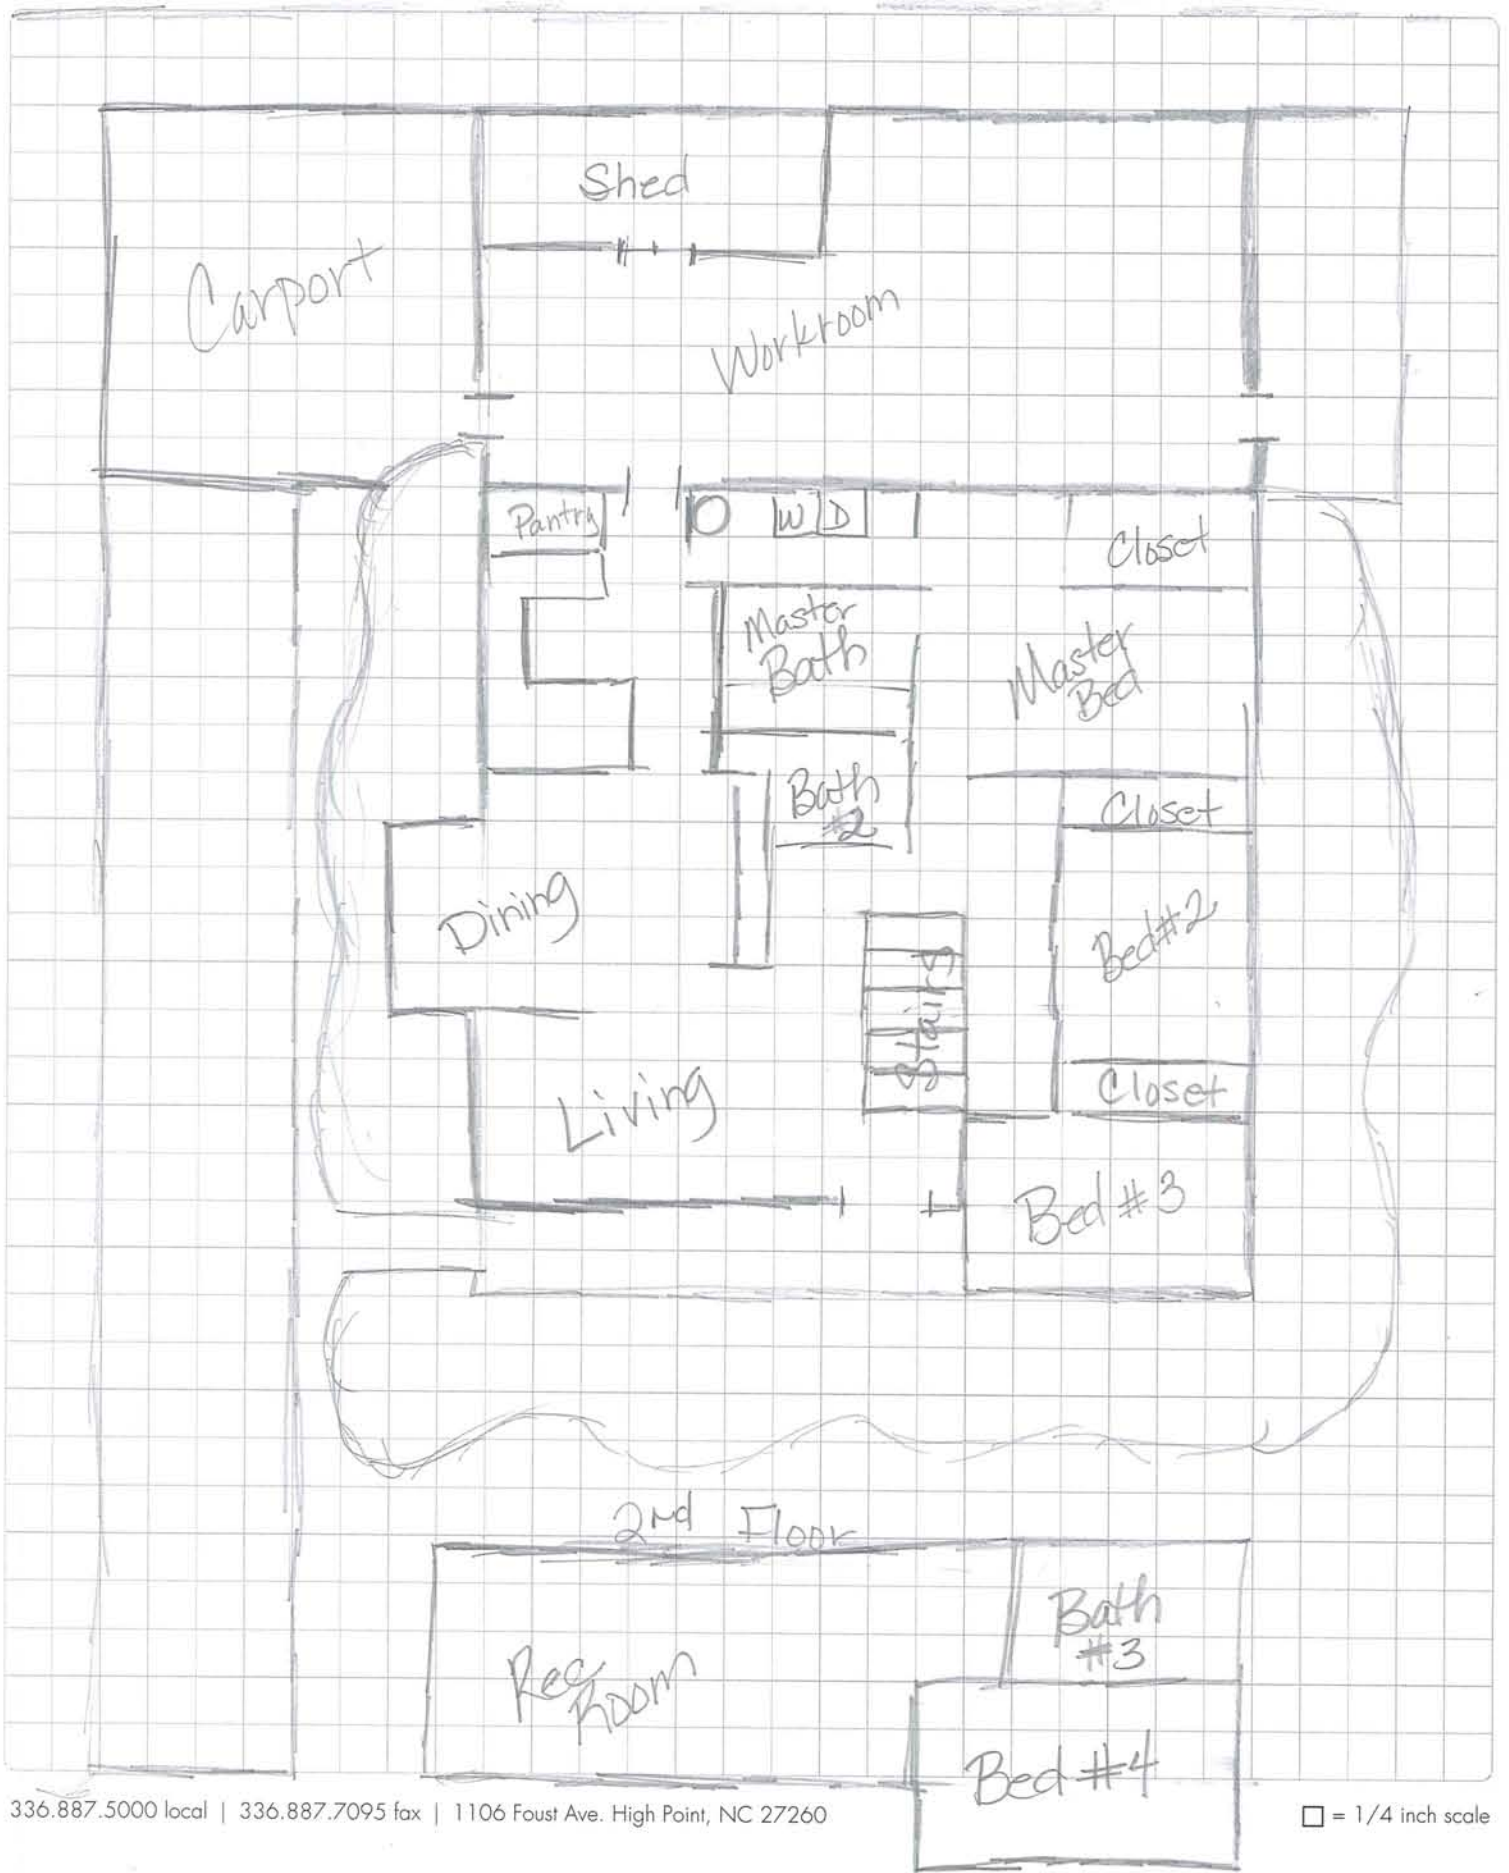 Shed
Carport
Workroom
Pantry
W D
Closet
Master
Bath
Master
Bed
Bath
#2
Closet
Dining
Bed #2
Stairs
Closet
Living
Bed #3
2nd Floor
Bath
#3
Rec
Room
Bed #4
336.887.5000 local | 336.887.7095 fax | 1106 Foust Ave. High Point, NC 27260
□ = 1/4 inch scale